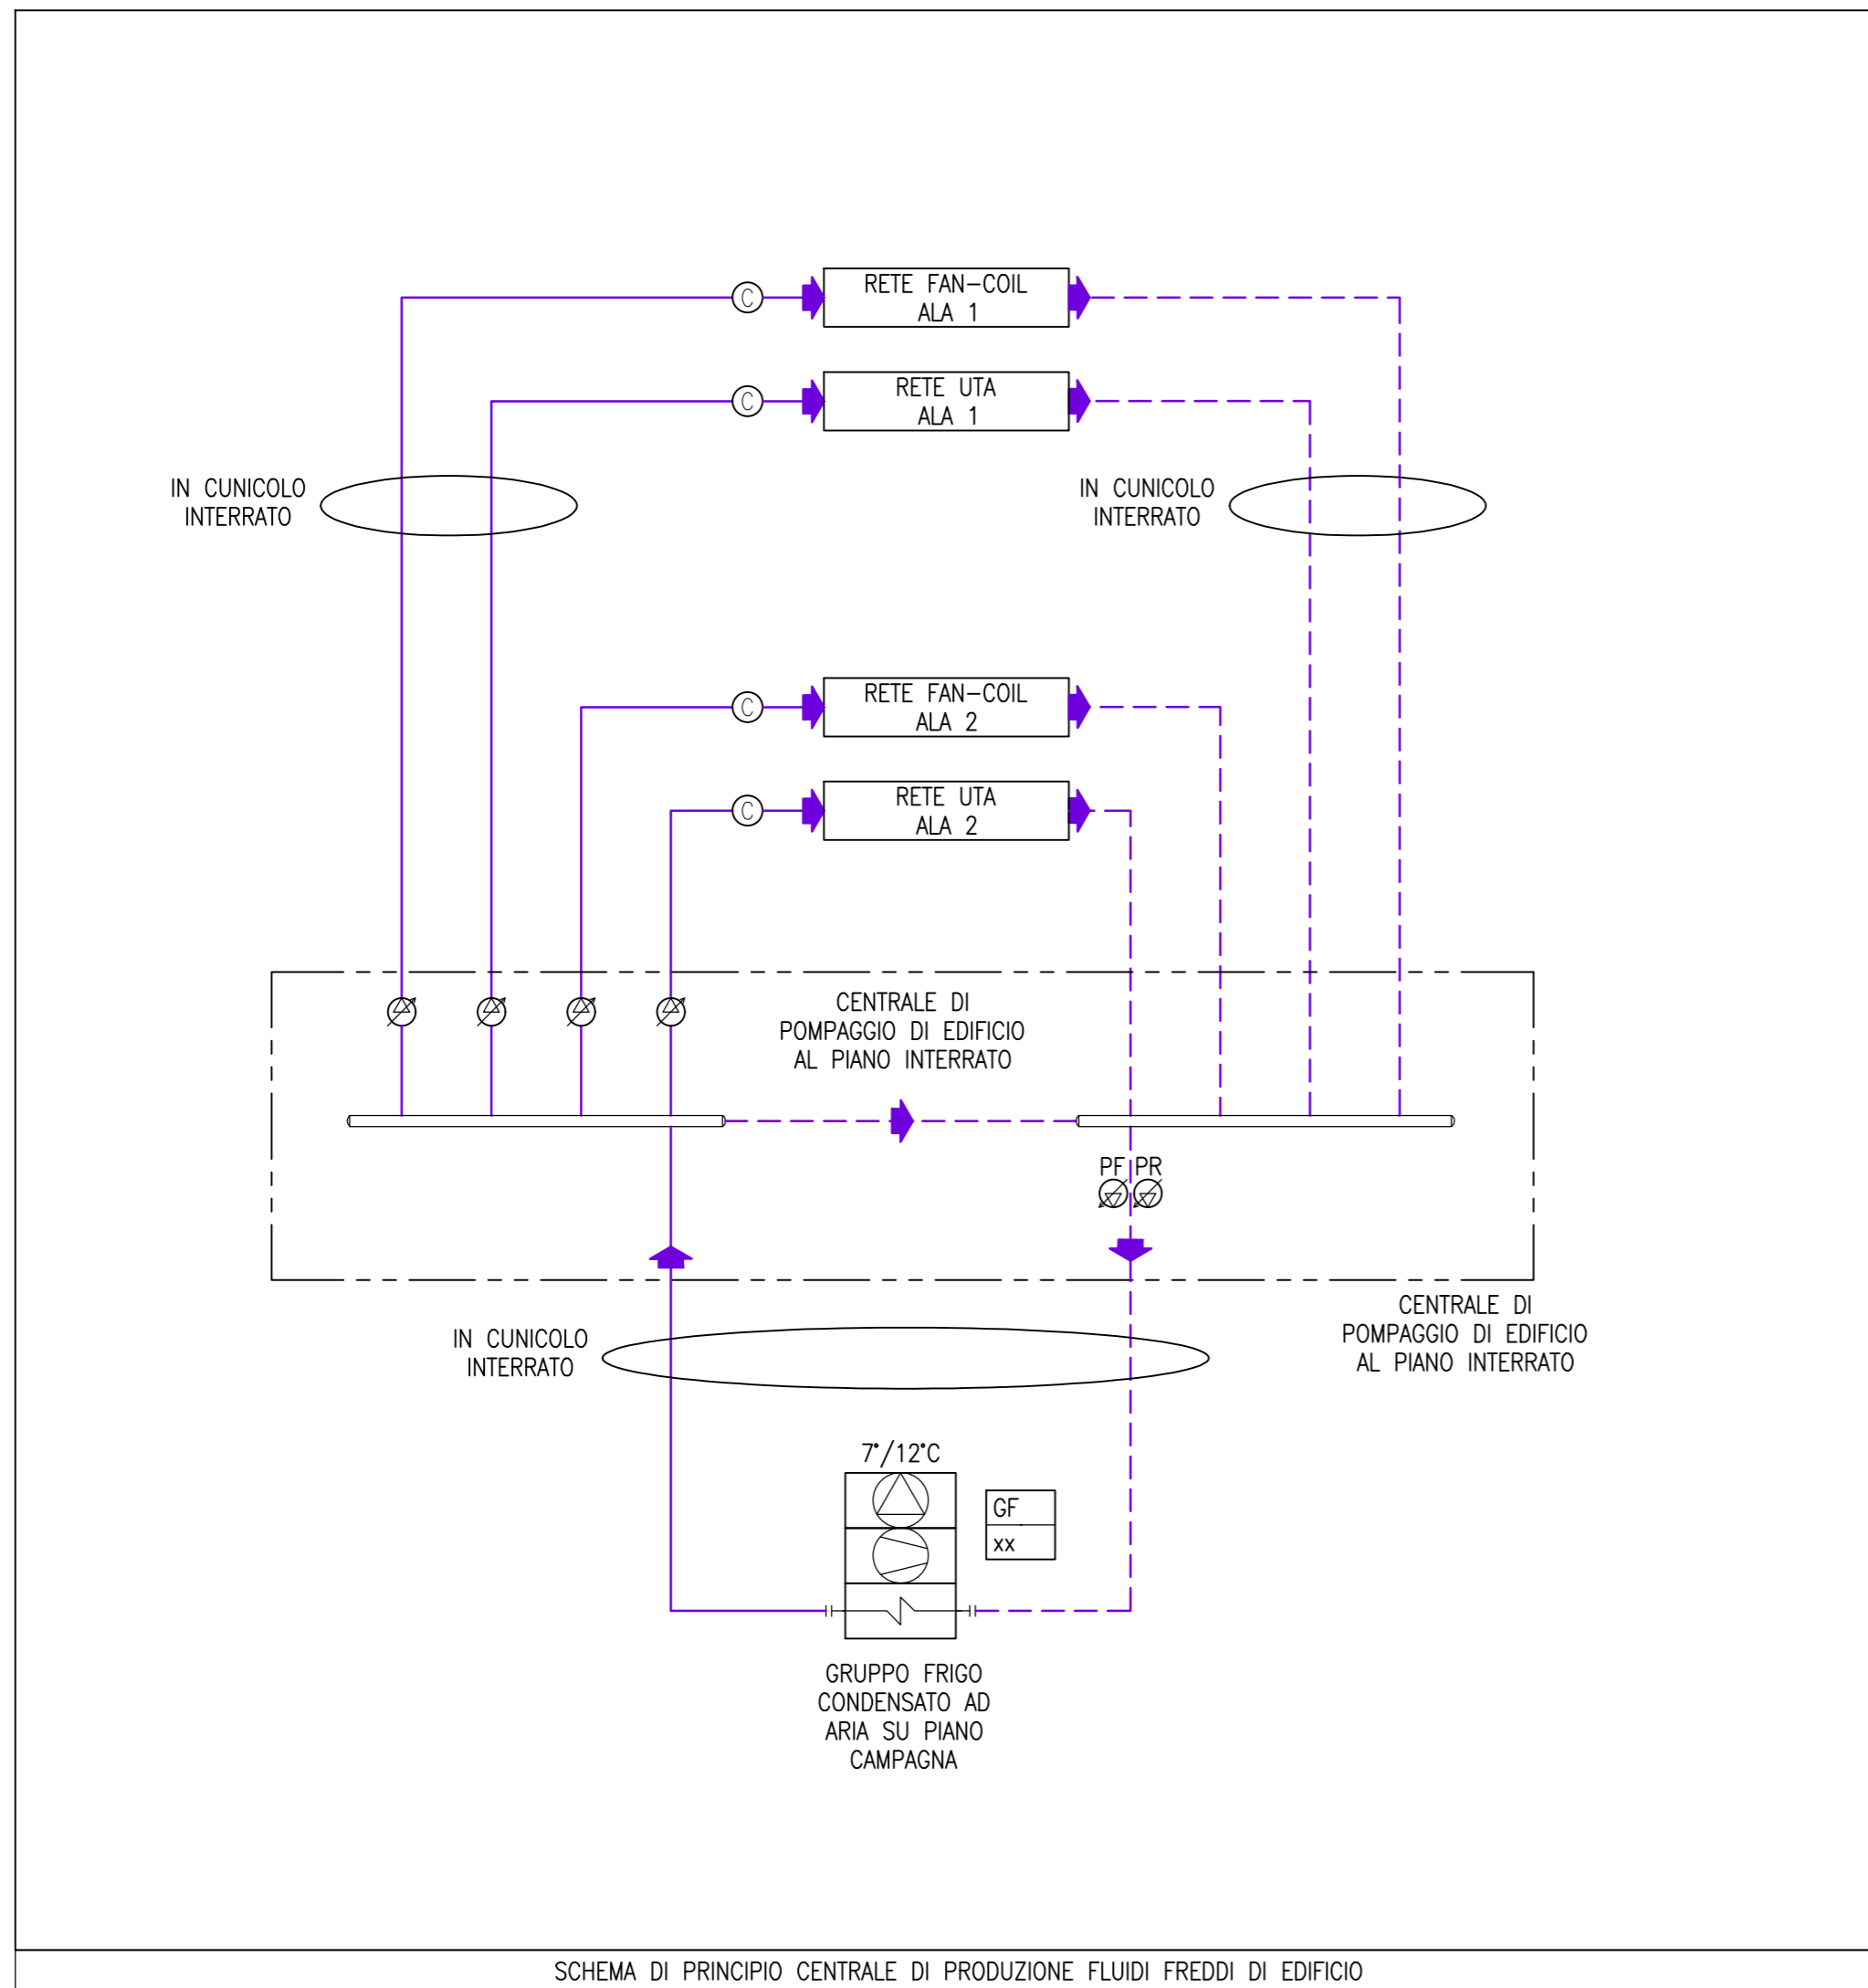 RETE FAN-COIL
ALA 1
C
RETE UTA
ALA 1
C
IN CUNICOLO
INTERRATO
IN CUNICOLO
INTERRATO
RETE FAN-COIL
ALA 2
C
RETE UTA
ALA 2
C
CENTRALE DI
POMPAGGIO DI EDIFICIO
AL PIANO INTERRATO
PF PR
CENTRALE DI
POMPAGGIO DI EDIFICIO
AL PIANO INTERRATO
IN CUNICOLO
INTERRATO
7°/12°C
GF
xx
GRUPPO FRIGO
CONDENSATO AD
ARIA SU PIANO
CAMPAGNA
SCHEMA DI PRINCIPIO CENTRALE DI PRODUZIONE FLUIDI FREDDI DI EDIFICIO